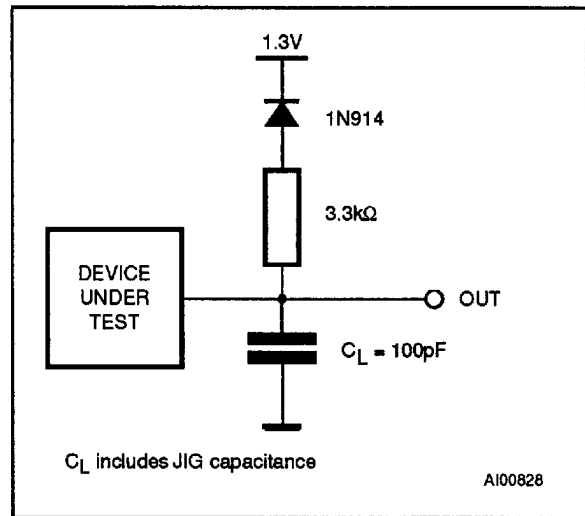 1.3V
1N914
3.3kΩ
DEVICE
UNDER
TEST
OUT
CL = 100pF
CL includes JIG capacitance
AI00828